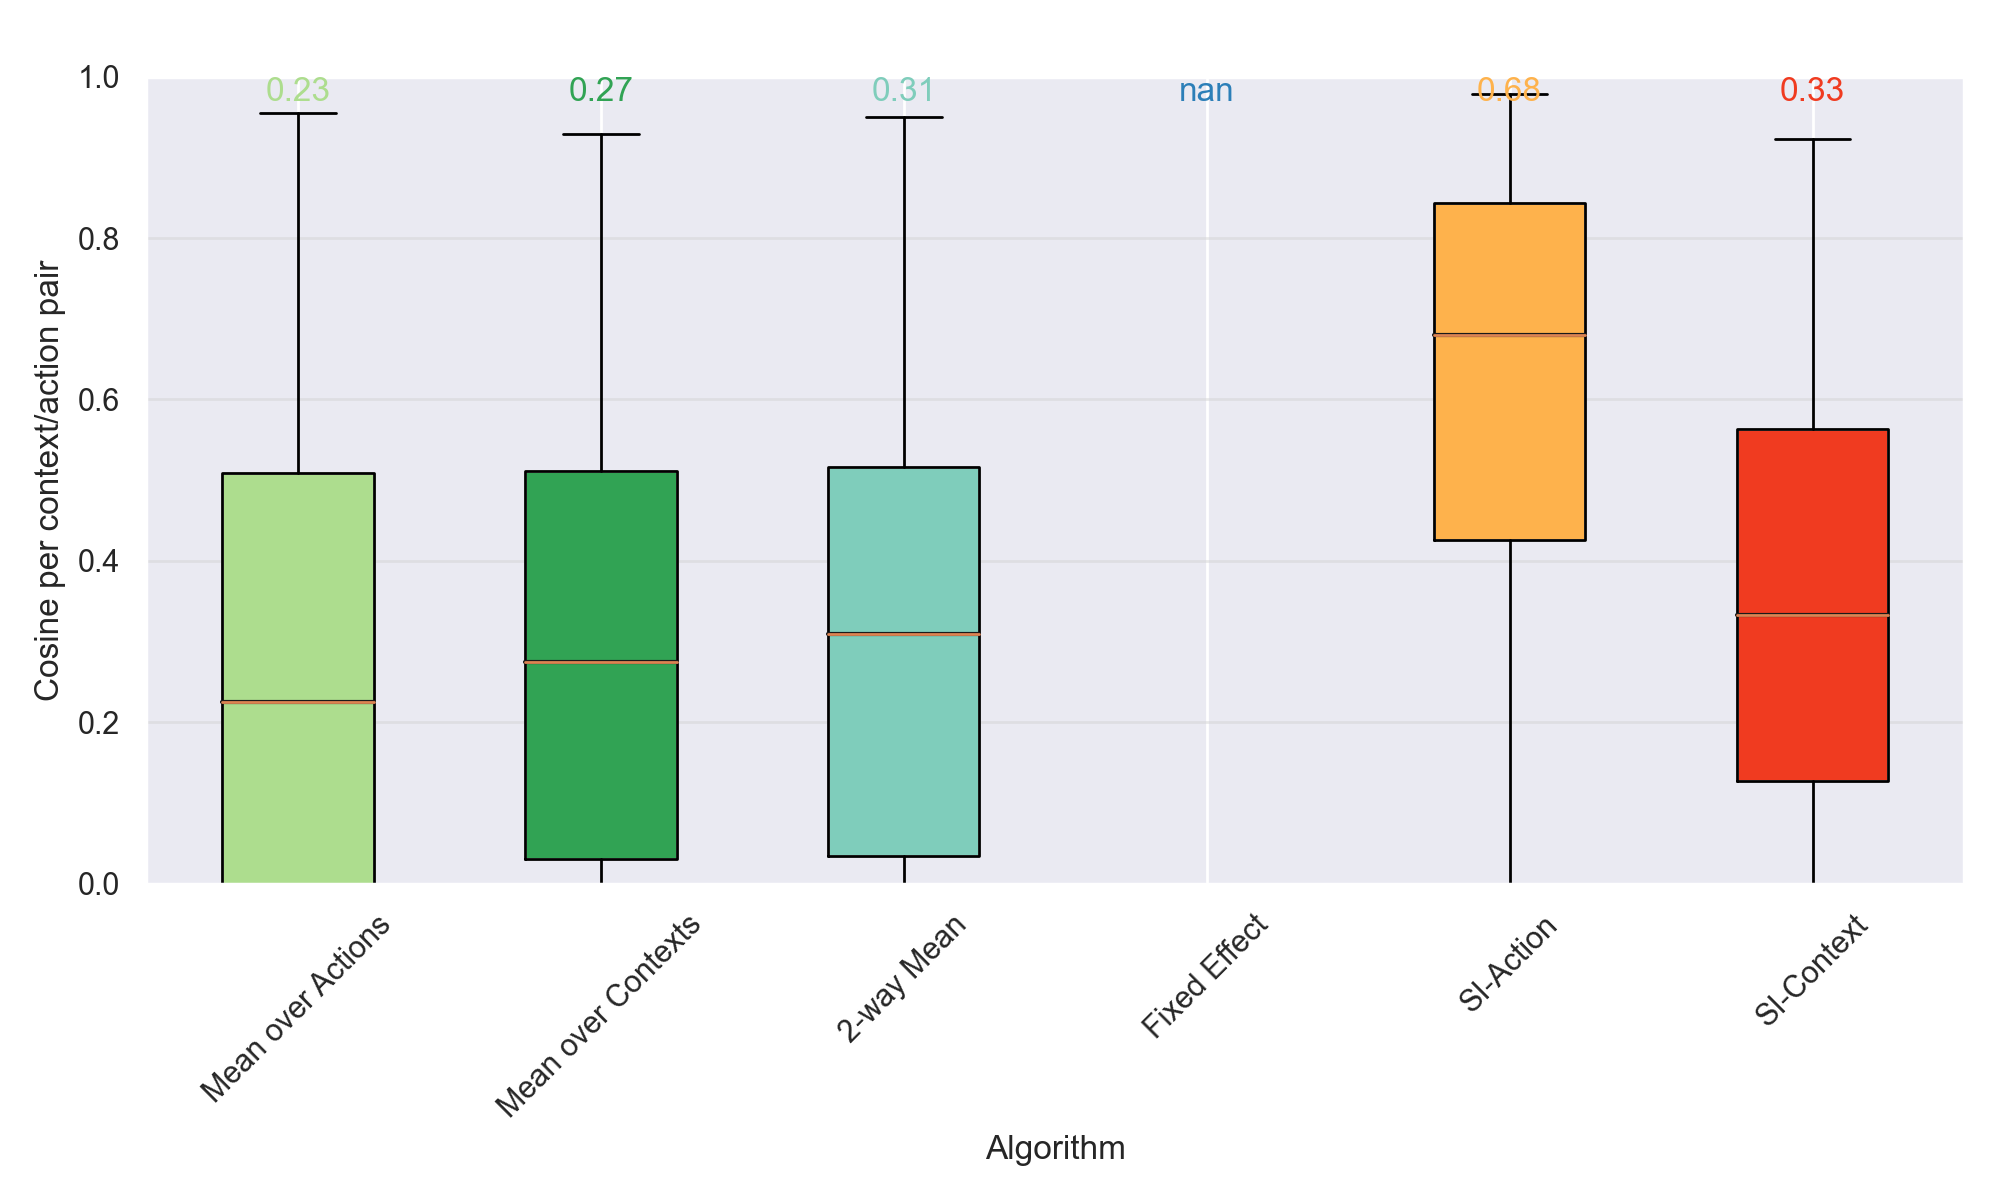 1.0
0.8
0.6
0.4
0.2
0.0
Cosine per context/action pair
0.23
0.27
0.31
nan
0.68
0.33
Mean over Actions
Mean over Contexts
2-way Mean
Fixed Effect
SI-Action
SI-Context
Algorithm